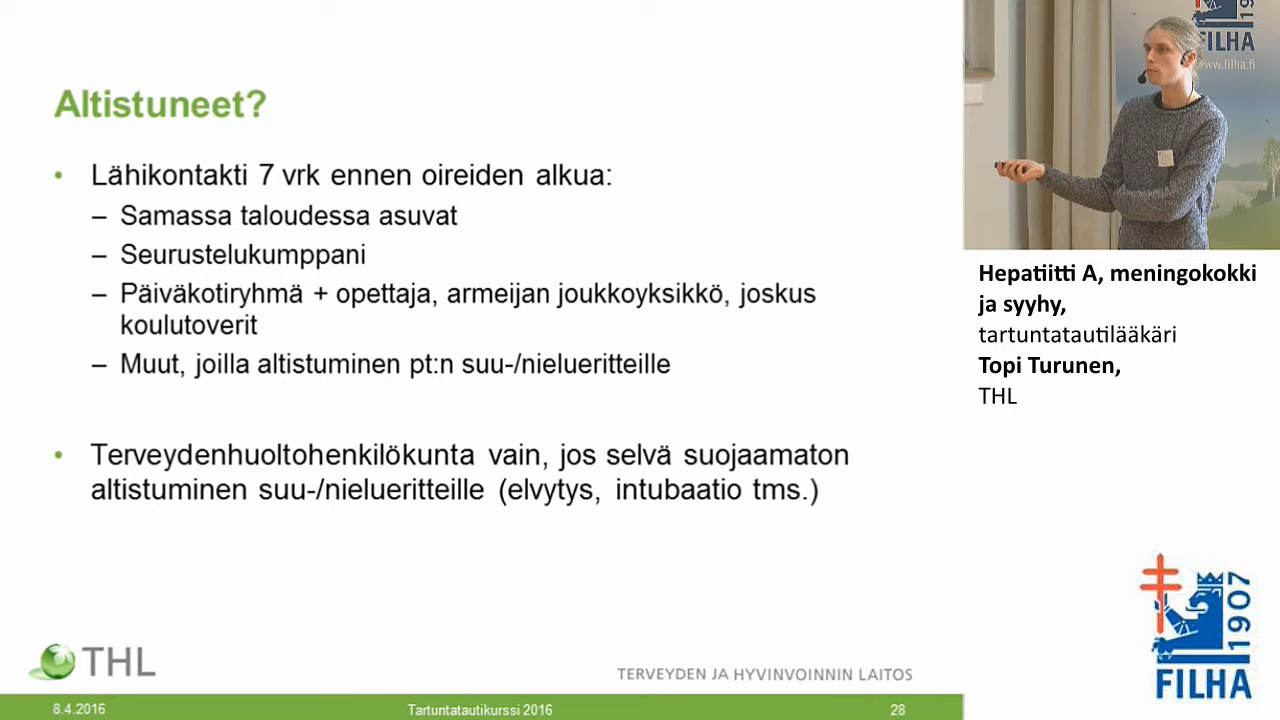 Altistuneet?
• Lähikontakti 7 vrk ennen oireiden alkua:
– Samassa taloudessa asuvat
– Seurustelukumppani
– Päiväkotiryhmä + opettaja, armeijan joukkoyksikkö, joskus
koulutoverit
– Muut, joilla altistuminen pt:n suu-/nielueritteille
• Terveydenhuoltohenkilökunta vain, jos selvä suojaamaton
altistuminen suu-/nielueritteille (elvytys, intubaatio tms.)
THL
TERVEYDEN JA HYVINVOINNIN LAITOS
8.4.2016
Tartuntatautikurssi 2016
28
FILHA
www.filha.fi
Hepatiitti A, meningokokki
ja syyhy,
tartuntatautilääkäri
Topi Turunen,
THL
1907
FILHA